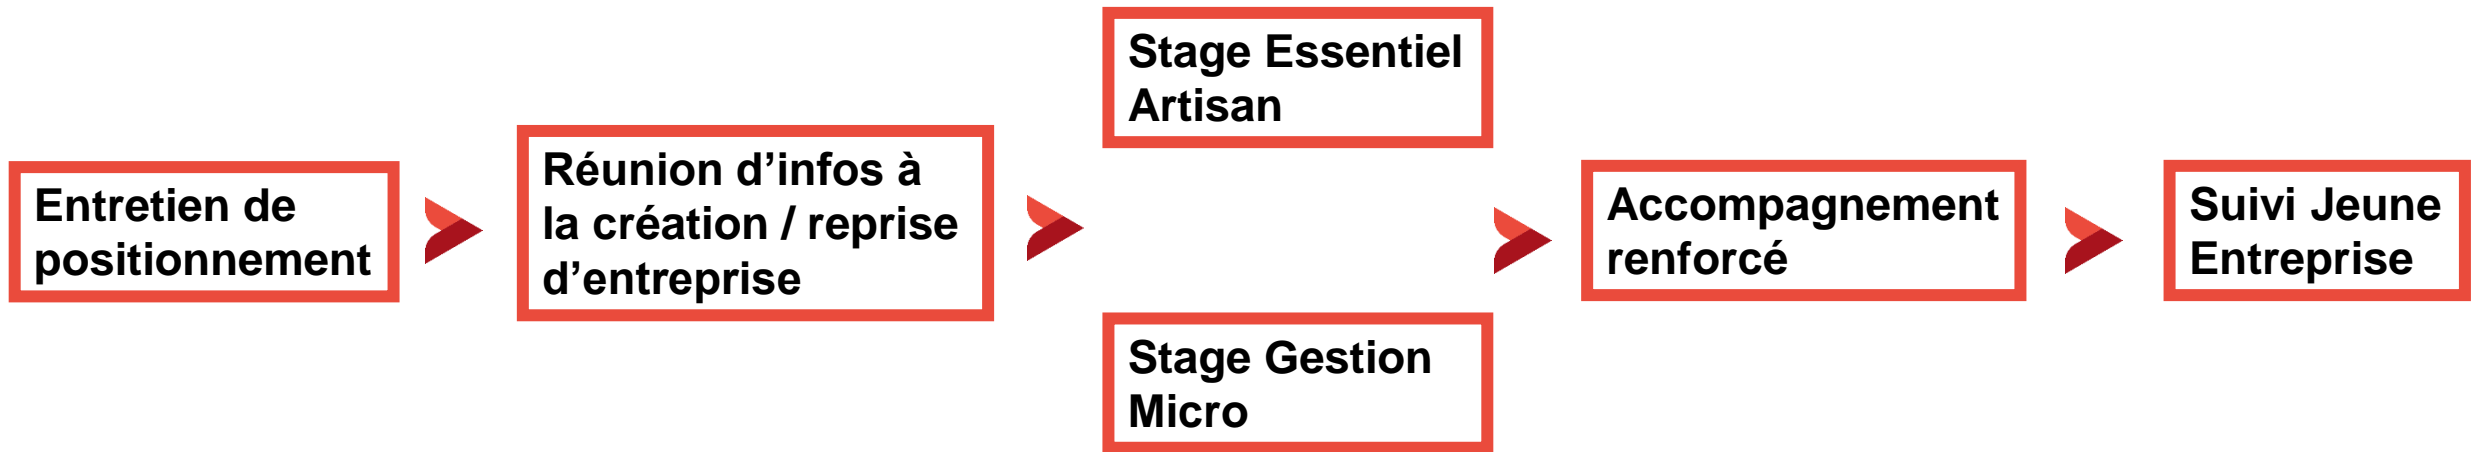 Entretien de
positionnement
Réunion d’infos à
la création / reprise
d’entreprise
Stage Essentiel
Artisan
Stage Gestion
Micro
Accompagnement
renforcé
Suivi Jeune
Entreprise